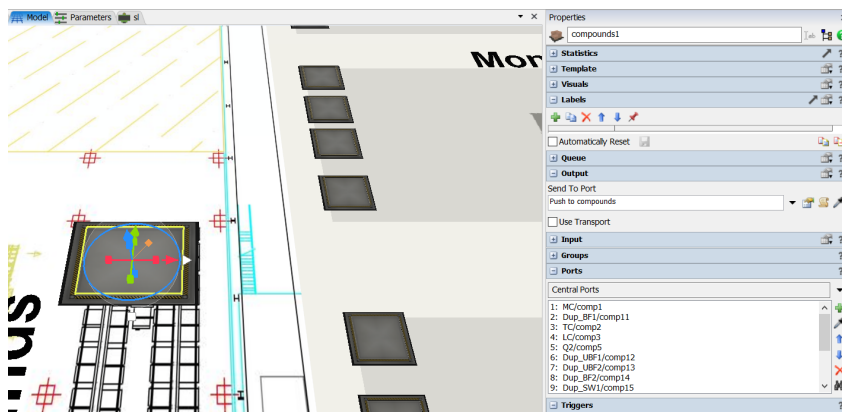 Model
Parameters
sl
Mor
nds
Properties
compounds1
Statistics
Template
Visuals
Labels
Automatically Reset
Queue
Output
Send To Port
Push to compounds
Use Transport
Input
Groups
Ports
Central Ports
1: MC/comp1
2: Dup_BF1/comp11
3: TC/comp2
4: LC/comp3
5: Q2/comp5
6: Dup_UBF1/comp12
7: Dup_UBF2/comp13
8: Dup_BF2/comp14
9: Dup_SW1/comp15
Triggers